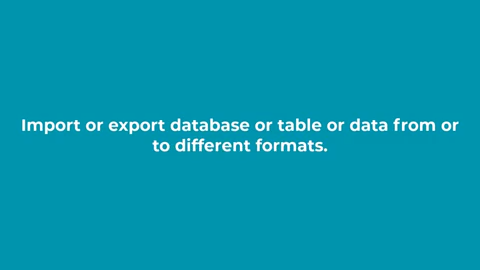 Import or export database or table or data from or
to different formats.